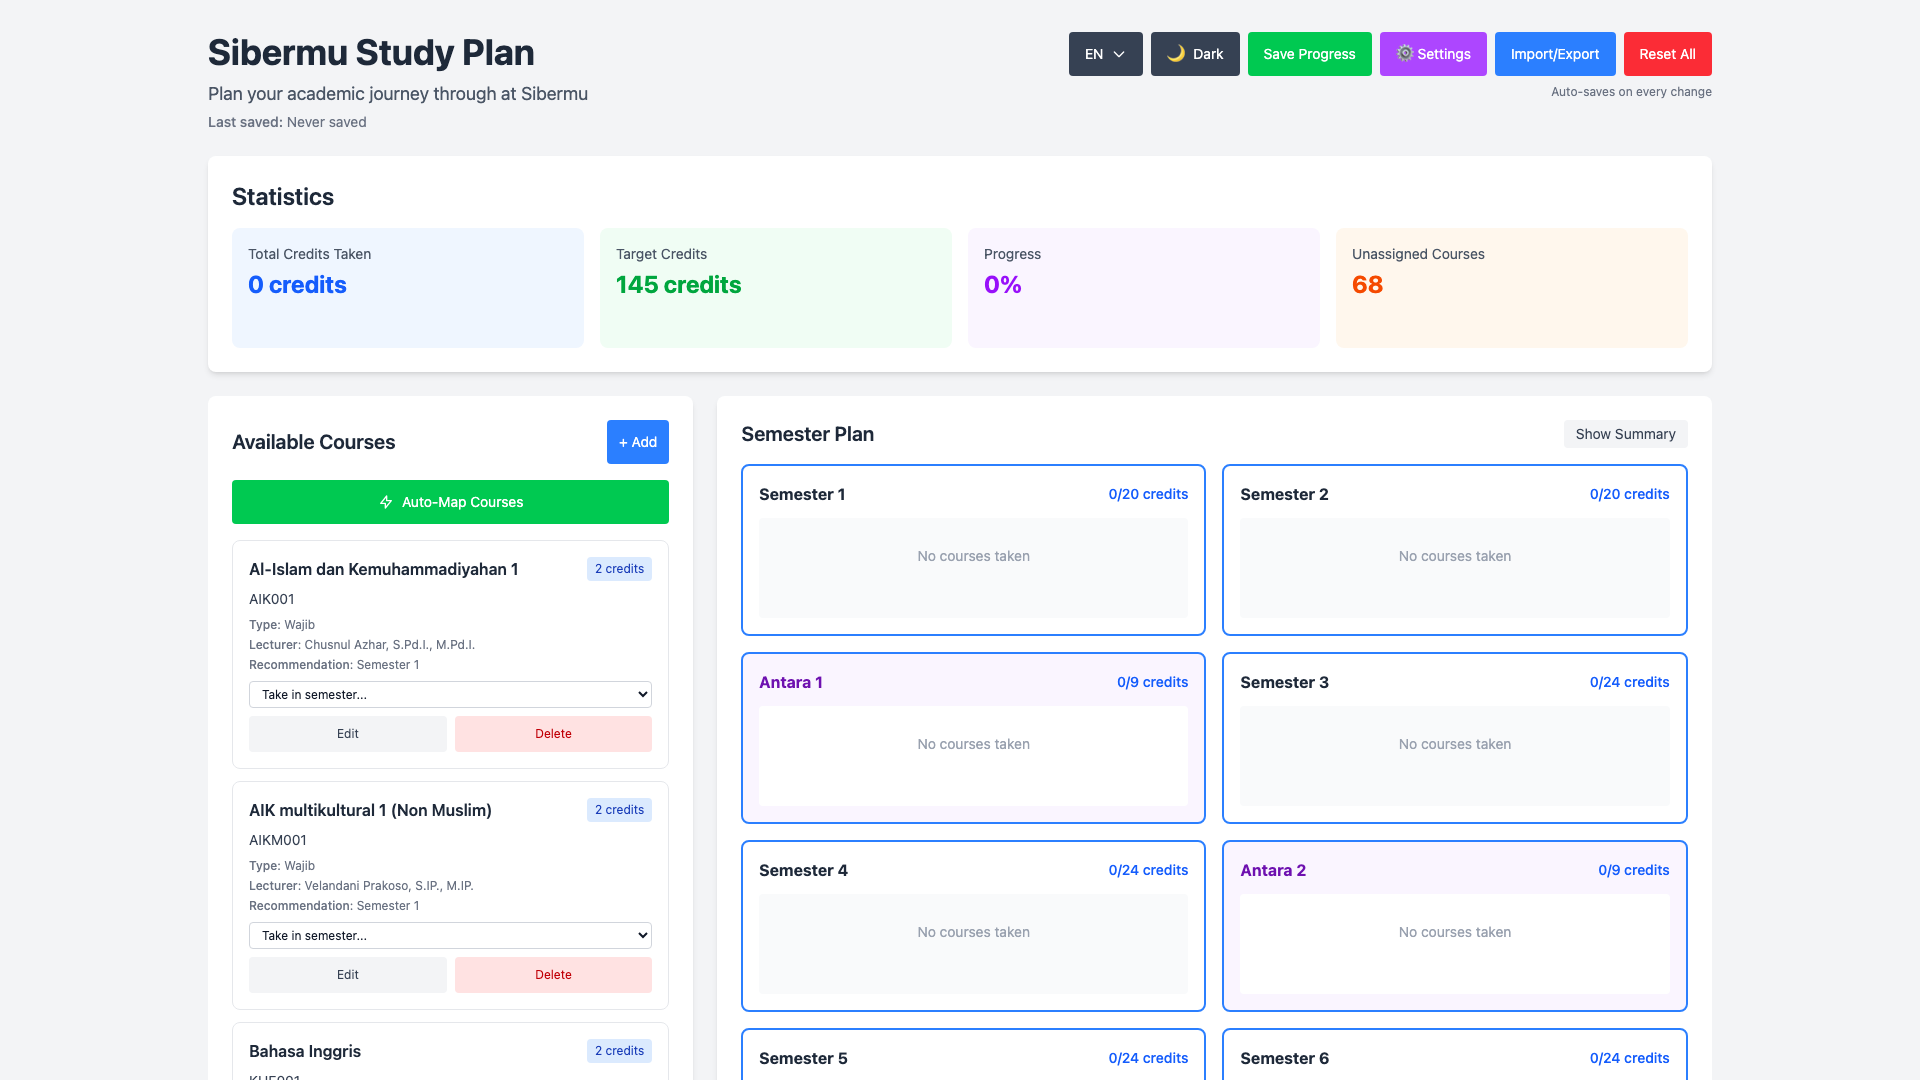 Sibermu Study Plan
Plan your academic journey through at Sibermu
Last saved: Never saved
EN
Dark
Save Progress
Settings
Import/Export
Reset All
Auto-saves on every change
Statistics
Total Credits Taken
0 credits
Target Credits
145 credits
Progress
0%
Unassigned Courses
68
Available Courses
+ Add
Auto-Map Courses
Al-Islam dan Kemuhammadiyahan 1
2 credits
AIK001
Type: Wajib
Lecturer: Chusnul Azhar, S.Pd.I., M.Pd.I.
Recommendation: Semester 1
Take in semester...
Edit
Delete
AIK multikultural 1 (Non Muslim)
2 credits
AIKM001
Type: Wajib
Lecturer: Velandani Prakoso, S.IP., M.IP.
Recommendation: Semester 1
Take in semester...
Edit
Delete
Bahasa Inggris
2 credits
Semester Plan
Show Summary
Semester 1
0/20 credits
No courses taken
Semester 2
0/20 credits
No courses taken
Antara 1
0/9 credits
No courses taken
Semester 3
0/24 credits
No courses taken
Semester 4
0/24 credits
No courses taken
Antara 2
0/9 credits
No courses taken
Semester 5
0/24 credits
Semester 6
0/24 credits